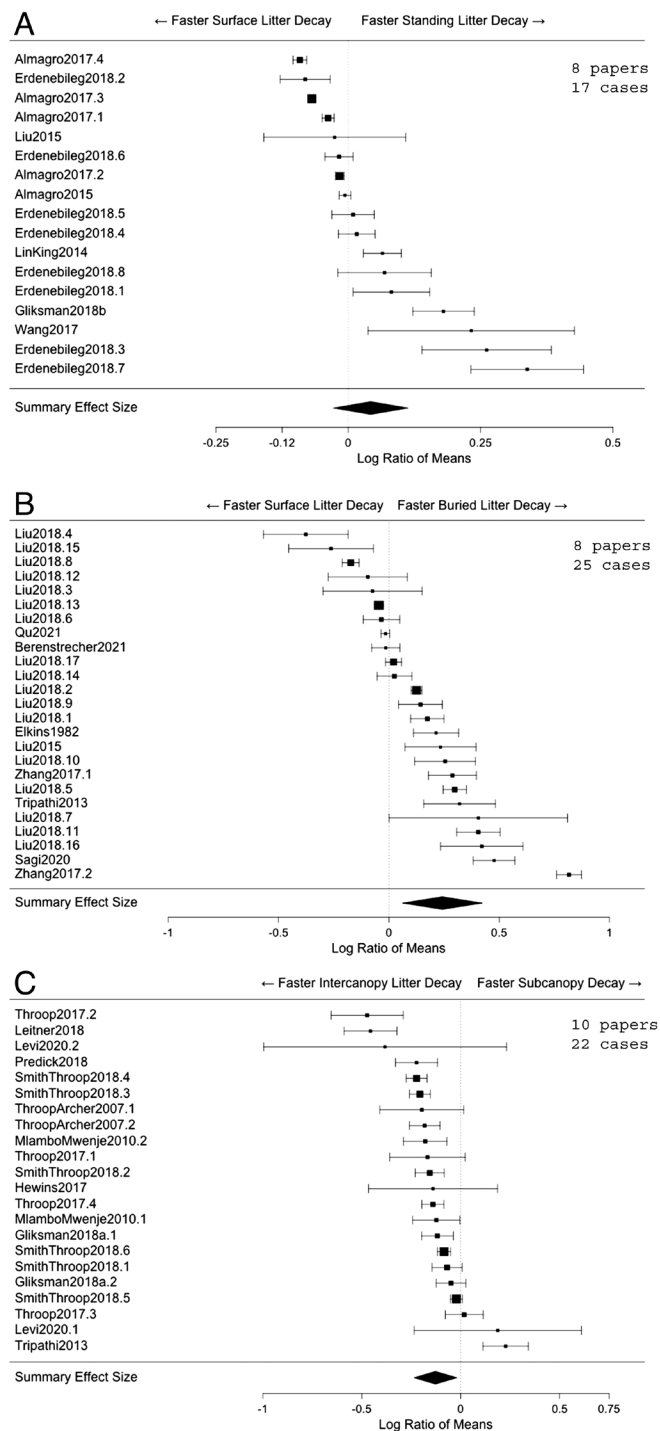 A
← Faster Surface Litter Decay Faster Standing Litter Decay →
8 papers
17 cases
Almagro2017.4
Erdenebileg2018.2
Almagro2017.3
Almagro2017.1
Liu2015
Erdenebileg2018.6
Almagro2017.2
Almagro2015
Erdenebileg2018.5
Erdenebileg2018.4
LinKing2014
Erdenebileg2018.8
Erdenebileg2018.1
Gliksman2018b
Wang2017
Erdenebileg2018.3
Erdenebileg2018.7
Summary Effect Size
-0.25 -0.12 0 0.25 0.5
Log Ratio of Means
B
← Faster Surface Litter Decay Faster Buried Litter Decay →
8 papers
25 cases
Liu2018.4
Liu2018.15
Liu2018.8
Liu2018.12
Liu2018.3
Liu2018.13
Liu2018.6
Qu2021
Berenstrecher2021
Liu2018.17
Liu2018.14
Liu2018.2
Liu2018.9
Liu2018.1
Elkins1982
Liu2015
Liu2018.10
Zhang2017.1
Liu2018.5
Tripathi2013
Liu2018.7
Liu2018.11
Liu2018.16
Sagi2020
Zhang2017.2
Summary Effect Size
-1 -0.5 0 0.5 1
Log Ratio of Means
C
← Faster Intercanopy Litter Decay Faster Subcanopy Decay →
10 papers
22 cases
Throop2017.2
Leitner2018
Levi2020.2
Predick2018
SmithThroop2018.4
SmithThroop2018.3
ThroopArcher2007.1
ThroopArcher2007.2
MlamboMwenje2010.2
Throop2017.1
SmithThroop2018.2
Hewins2017
Throop2017.4
MlamboMwenje2010.1
Gliksman2018a.1
SmithThroop2018.6
SmithThroop2018.1
Gliksman2018a.2
SmithThroop2018.5
Throop2017.3
Levi2020.1
Tripathi2013
Summary Effect Size
-1 -0.5 0 0.5 0.75
Log Ratio of Means